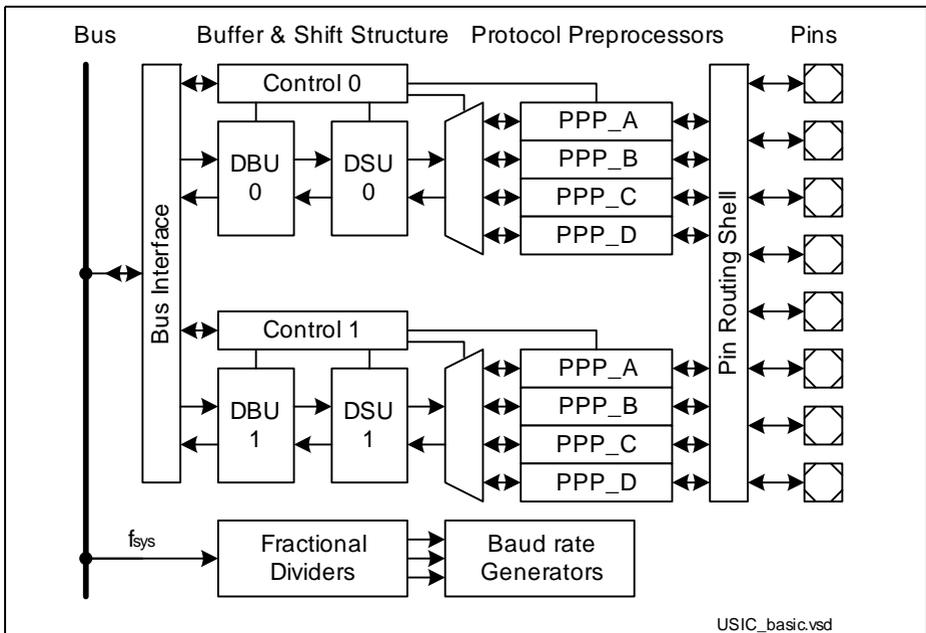 Bus Buffer & Shift Structure Protocol Preprocessors Pins
Control 0
DBU
0
DSU
0
PPP_A
PPP_B
PPP_C
PPP_D
Bus Interface
Pin Routing Shell
Control 1
DBU
1
DSU
1
PPP_A
PPP_B
PPP_C
PPP_D
fsys
Fractional
Dividers
Baud rate
Generators
USIC_basic.vsd